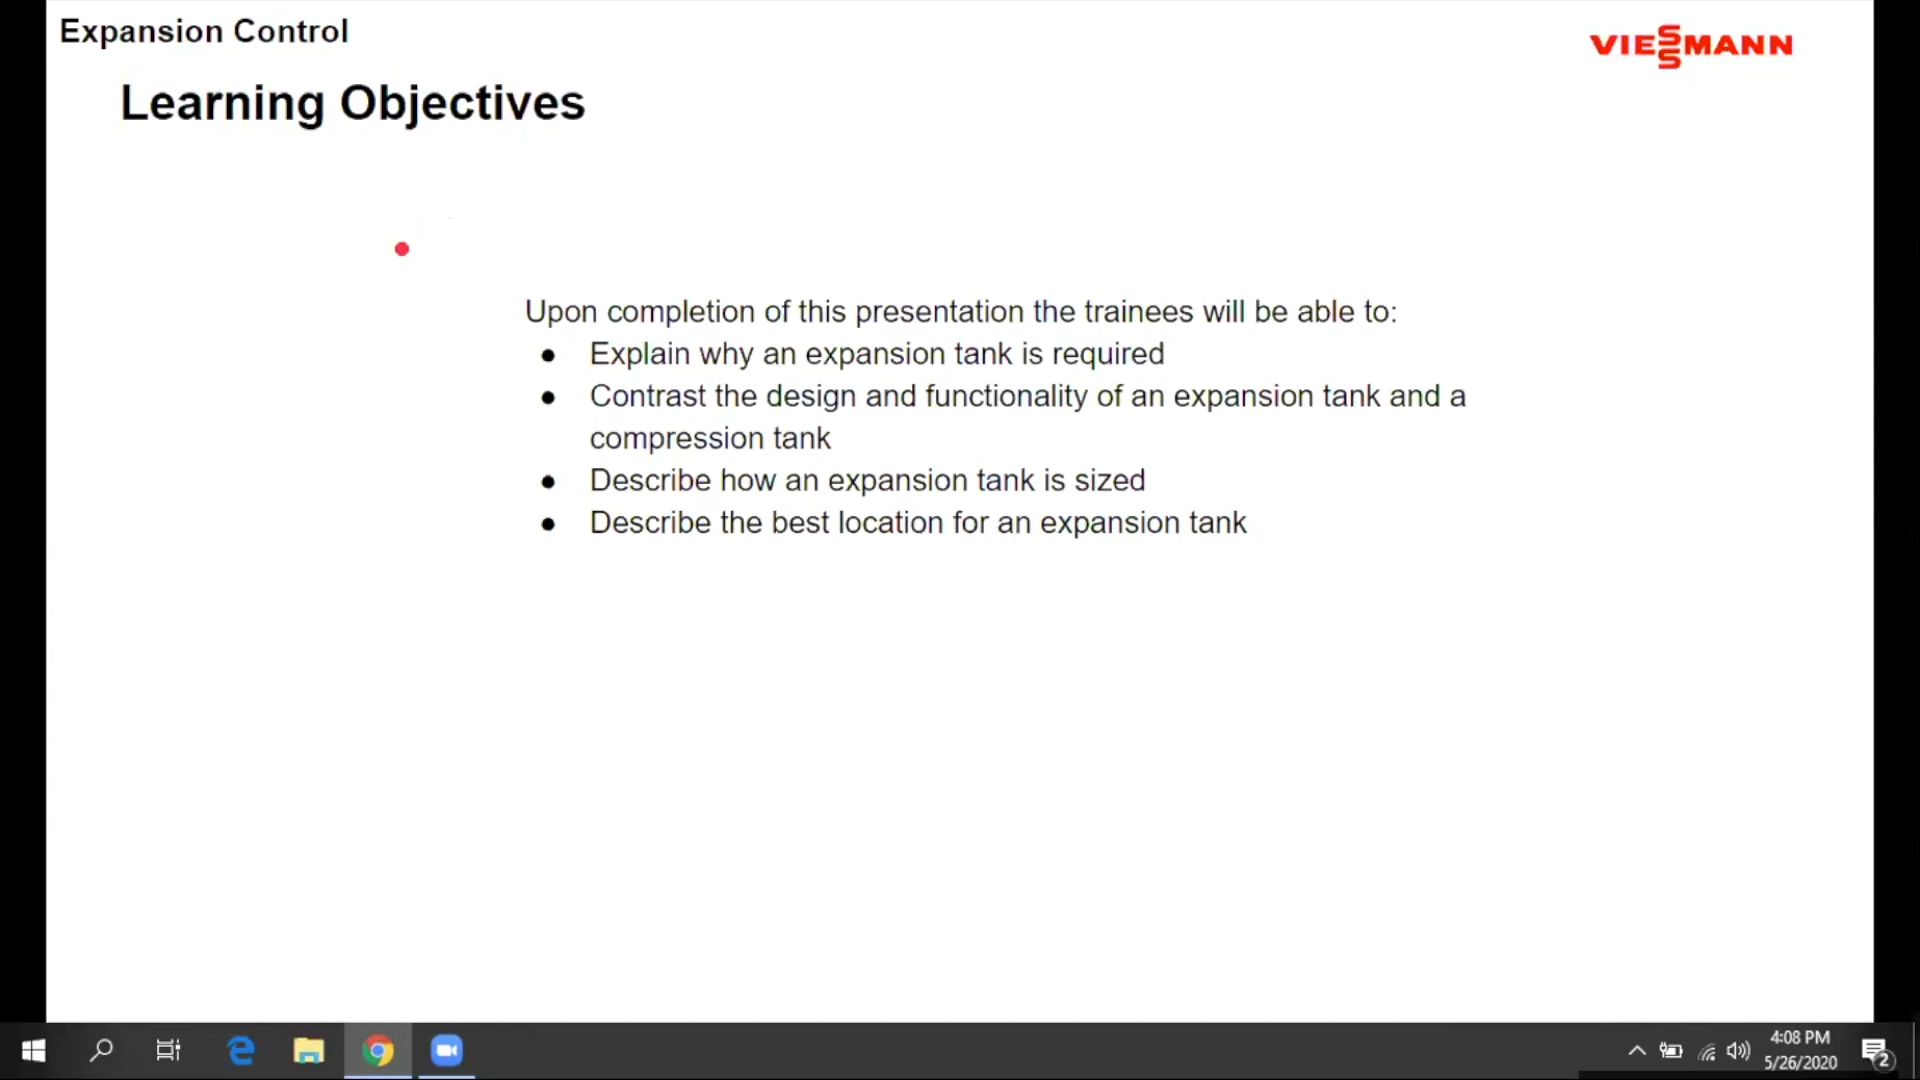 Expansion Control
VIESSMANN
Learning Objectives
Upon completion of this presentation the trainees will be able to:
● Explain why an expansion tank is required
● Contrast the design and functionality of an expansion tank and a
compression tank
● Describe how an expansion tank is sized
● Describe the best location for an expansion tank
4:08 PM
5/26/2020
2